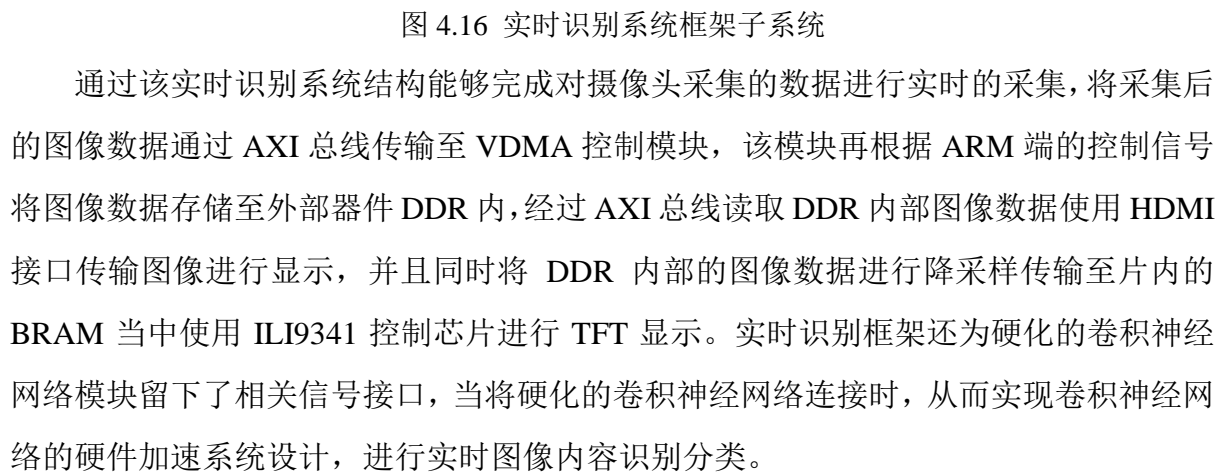 图 4.16 实时识别系统框架子系统
通过该实时识别系统结构能够完成对摄像头采集的数据进行实时的采集，将采集后
的图像数据通过 AXI 总线传输至 VDMA 控制模块，该模块再根据 ARM 端的控制信号
将图像数据存储至外部器件 DDR 内，经过 AXI 总线读取 DDR 内部图像数据使用 HDMI
接口传输图像进行显示，并且同时将 DDR 内部的图像数据进行降采样传输至片内的
BRAM 当中使用 ILI9341 控制芯片进行 TFT 显示。实时识别框架还为硬化的卷积神经
网络模块留下了相关信号接口，当将硬化的卷积神经网络连接时，从而实现卷积神经网
络的硬件加速系统设计，进行实时图像内容识别分类。